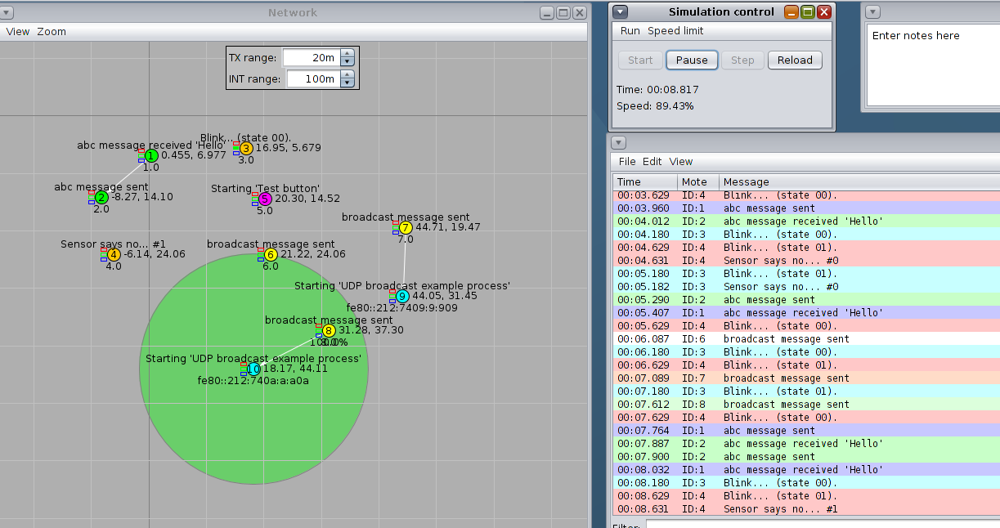 Network
View Zoom
TX range: 20m
INT range: 100m
Blink... (state 00).
abc message received 'Hello'
3 16.95, 5.679
1 0.455, 6.977
3.0
1.0
abc message sent
Starting 'Test button'
2 -8.27, 14.10
5 20.30, 14.52
2.0
5.0
broadcast message sent
7 44.71, 19.47
7.0
Sensor says no... #1
broadcast message sent
4 -6.14, 24.06
6 21.22, 24.06
4.0
6.0
Starting 'UDP broadcast example process'
9 44.05, 31.45
fe80::212:7409:9:909
broadcast message sent
8 31.28, 37.30
100.0%
8.0
Starting 'UDP broadcast example process'
10 18.17, 44.11
fe80::212:740a:a:a0a
Simulation control
Run Speed limit
Start Pause Step Reload
Time: 00:08.817
Speed: 89.43%
Enter notes here
File Edit View
Time Mote Message
00:03.629 ID:4 Blink... (state 00).
00:03.960 ID:1 abc message sent
00:04.012 ID:2 abc message received 'Hello'
00:04.180 ID:3 Blink... (state 00).
00:04.629 ID:4 Blink... (state 01).
00:04.631 ID:4 Sensor says no... #0
00:05.180 ID:3 Blink... (state 01).
00:05.182 ID:3 Sensor says no... #0
00:05.290 ID:2 abc message sent
00:05.407 ID:1 abc message received 'Hello'
00:05.629 ID:4 Blink... (state 00).
00:06.087 ID:6 broadcast message sent
00:06.180 ID:3 Blink... (state 00).
00:06.629 ID:4 Blink... (state 01).
00:07.089 ID:7 broadcast message sent
00:07.180 ID:3 Blink... (state 01).
00:07.612 ID:8 broadcast message sent
00:07.629 ID:4 Blink... (state 00).
00:07.764 ID:1 abc message sent
00:07.887 ID:2 abc message received 'Hello'
00:07.900 ID:2 abc message sent
00:08.032 ID:1 abc message received 'Hello'
00:08.180 ID:3 Blink... (state 00).
00:08.629 ID:4 Blink... (state 01).
00:08.631 ID:4 Sensor says no... #1
Filter: